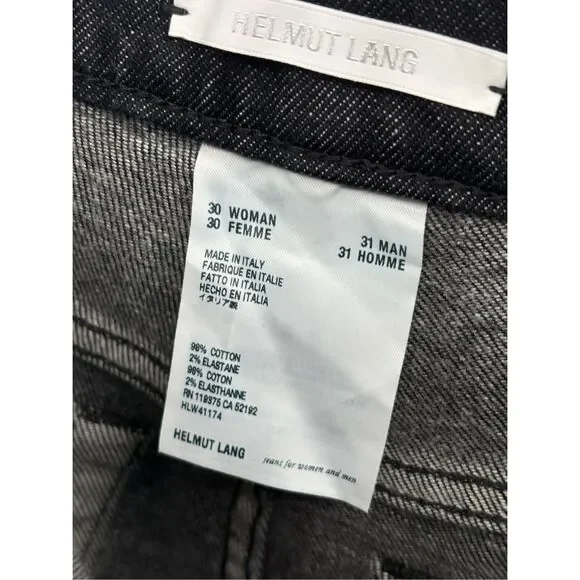 HELMUT LANG
30 WOMAN
30 FEMME
31 MAN
31 HOMME
MADE IN ITALY
FABRIQUE EN ITALIE
FATTO IN ITALIA
HECHO EN ITALIA
イタリア製
98% COTTON
2% ELASTANE
98% COTON
2% ELASTHANNE
RN 119375 CA 52192
HLW41174
HELMUT LANG
jeans for women and men